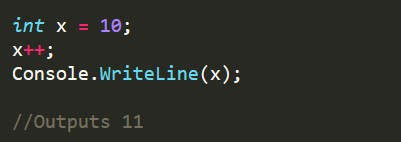 int x = 10;
x++;
Console.WriteLine(x);
//Outputs 11